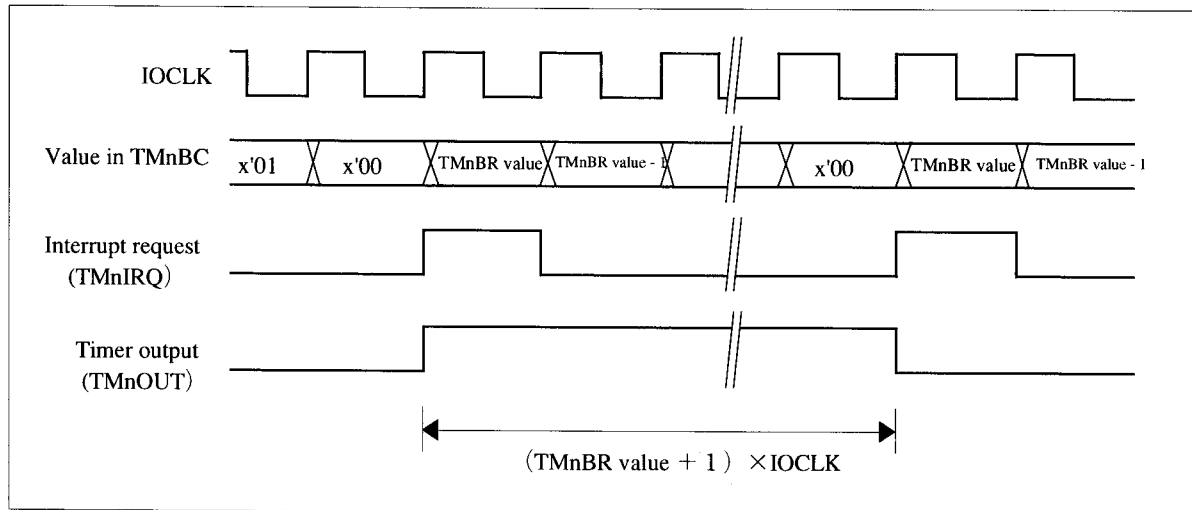 IOCLK
Value in TMnBC
x'01 x'00 TMnBR value TMnBR value - 1 x'00 TMnBR value TMnBR value - 1
Interrupt request
(TMnIRQ)
Timer output
(TMnOUT)
(TMnBR value + 1) ×IOCLK